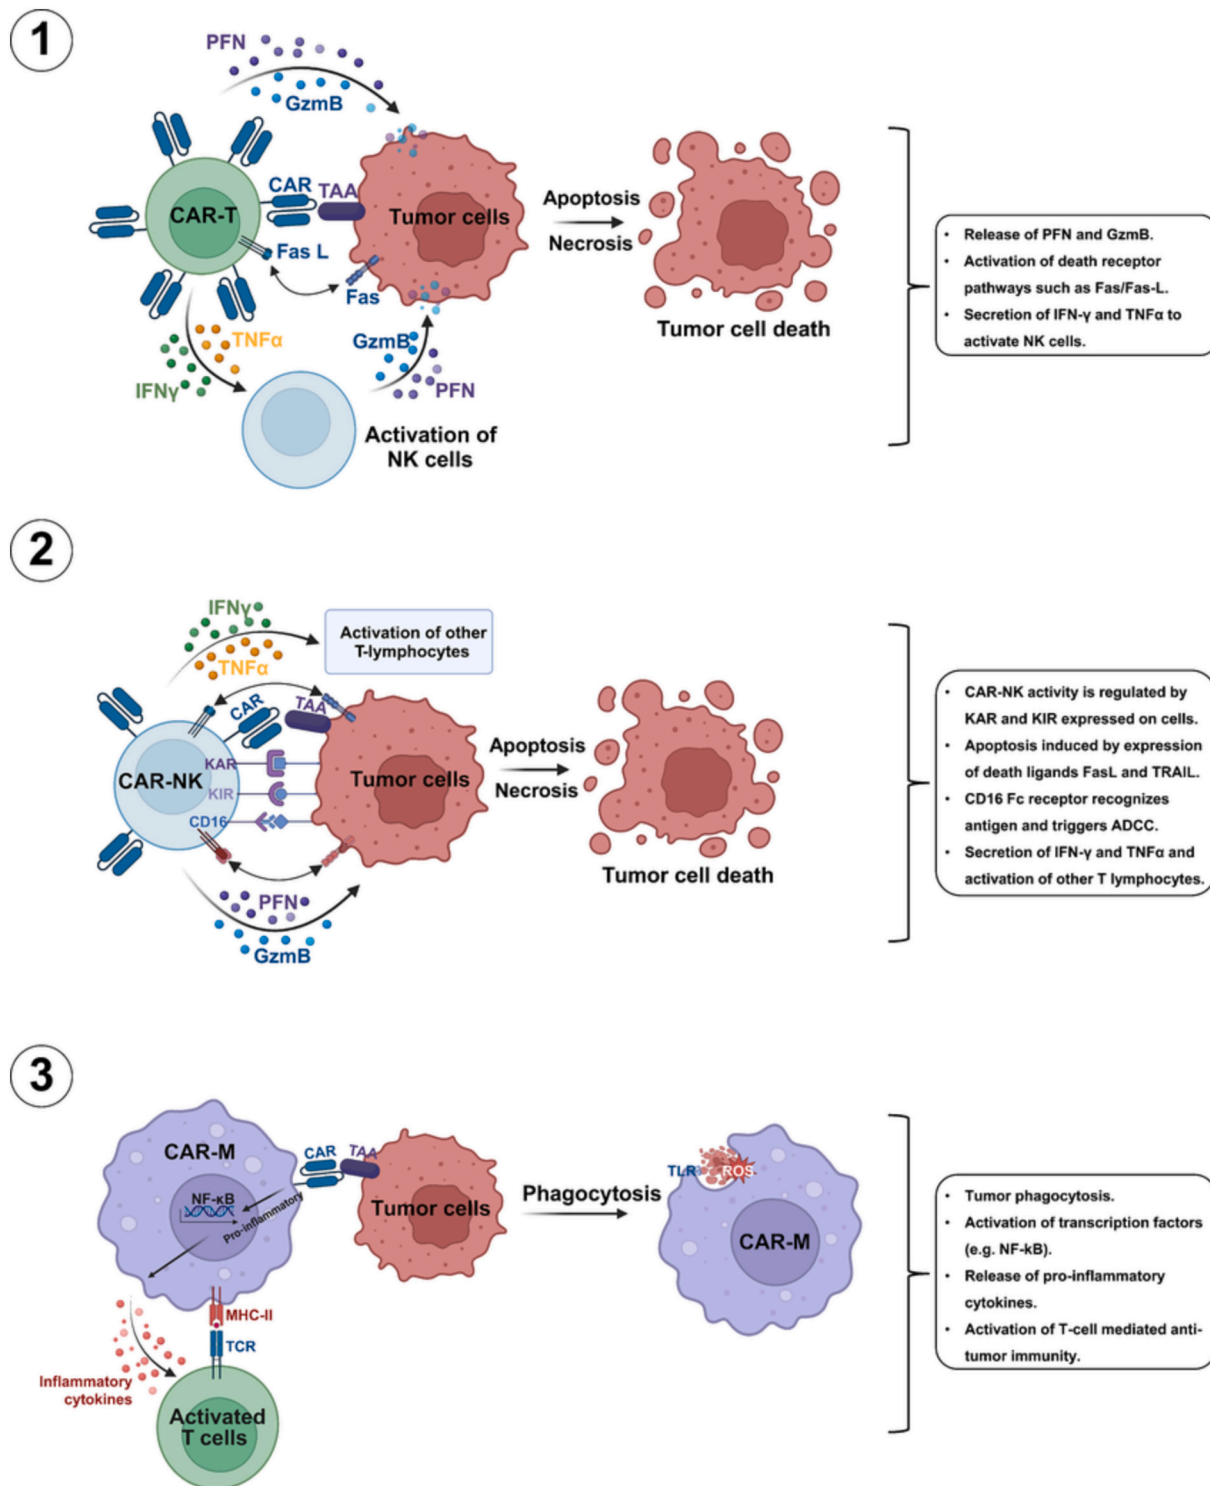 1
PFN
GzmB
CAR-T
CAR
TAA
Tumor cells
Fas L
Fas
TNFα
IFNγ
GzmB
PFN
Activation of
NK cells
Apoptosis
Necrosis
Tumor cell death
• Release of PFN and GzmB.
• Activation of death receptor
pathways such as Fas/Fas-L.
• Secretion of IFN-γ and TNFα to
activate NK cells.
2
IFNγ
TNFα
Activation of other
T-lymphocytes
CAR
TAA
CAR-NK
KAR
KIR
CD16
Tumor cells
PFN
GzmB
Apoptosis
Necrosis
Tumor cell death
• CAR-NK activity is regulated by
KAR and KIR expressed on cells.
• Apoptosis induced by expression
of death ligands FasL and TRAIL.
• CD16 Fc receptor recognizes
antigen and triggers ADCC.
• Secretion of IFN-γ and TNFα and
activation of other T lymphocytes.
3
CAR-M
NF-κB
Pro-inflammatory
CAR
TAA
Tumor cells
MHC-II
TCR
Inflammatory
cytokines
Activated
T cells
Phagocytosis
TLR
ROS
CAR-M
• Tumor phagocytosis.
• Activation of transcription factors
(e.g. NF-kB).
• Release of pro-inflammatory
cytokines.
• Activation of T-cell mediated anti-
tumor immunity.